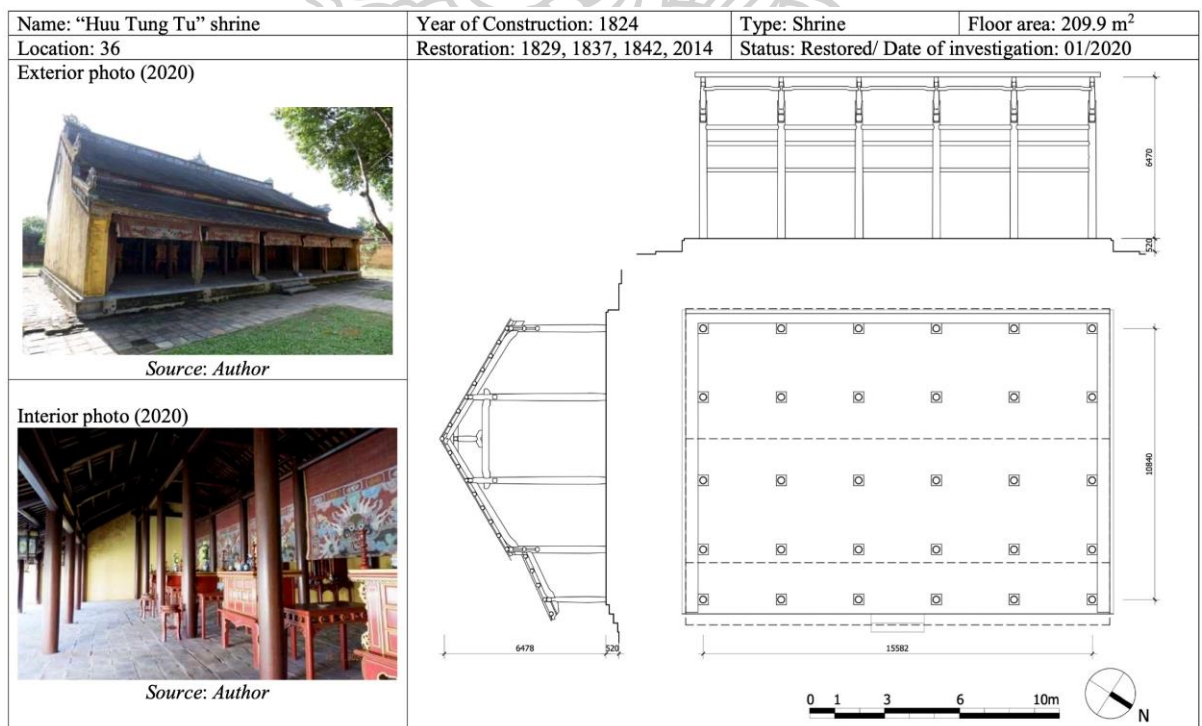 Name: “Huu Tung Tu” shrine
Year of Construction: 1824
Type: Shrine
Floor area: 209.9 m²
Location: 36
Restoration: 1829, 1837, 1842, 2014
Status: Restored/ Date of investigation: 01/2020
Exterior photo (2020)
Source: Author
Interior photo (2020)
Source: Author
6470
520
10840
6478
520
15582
0 1 3 6 10m
N